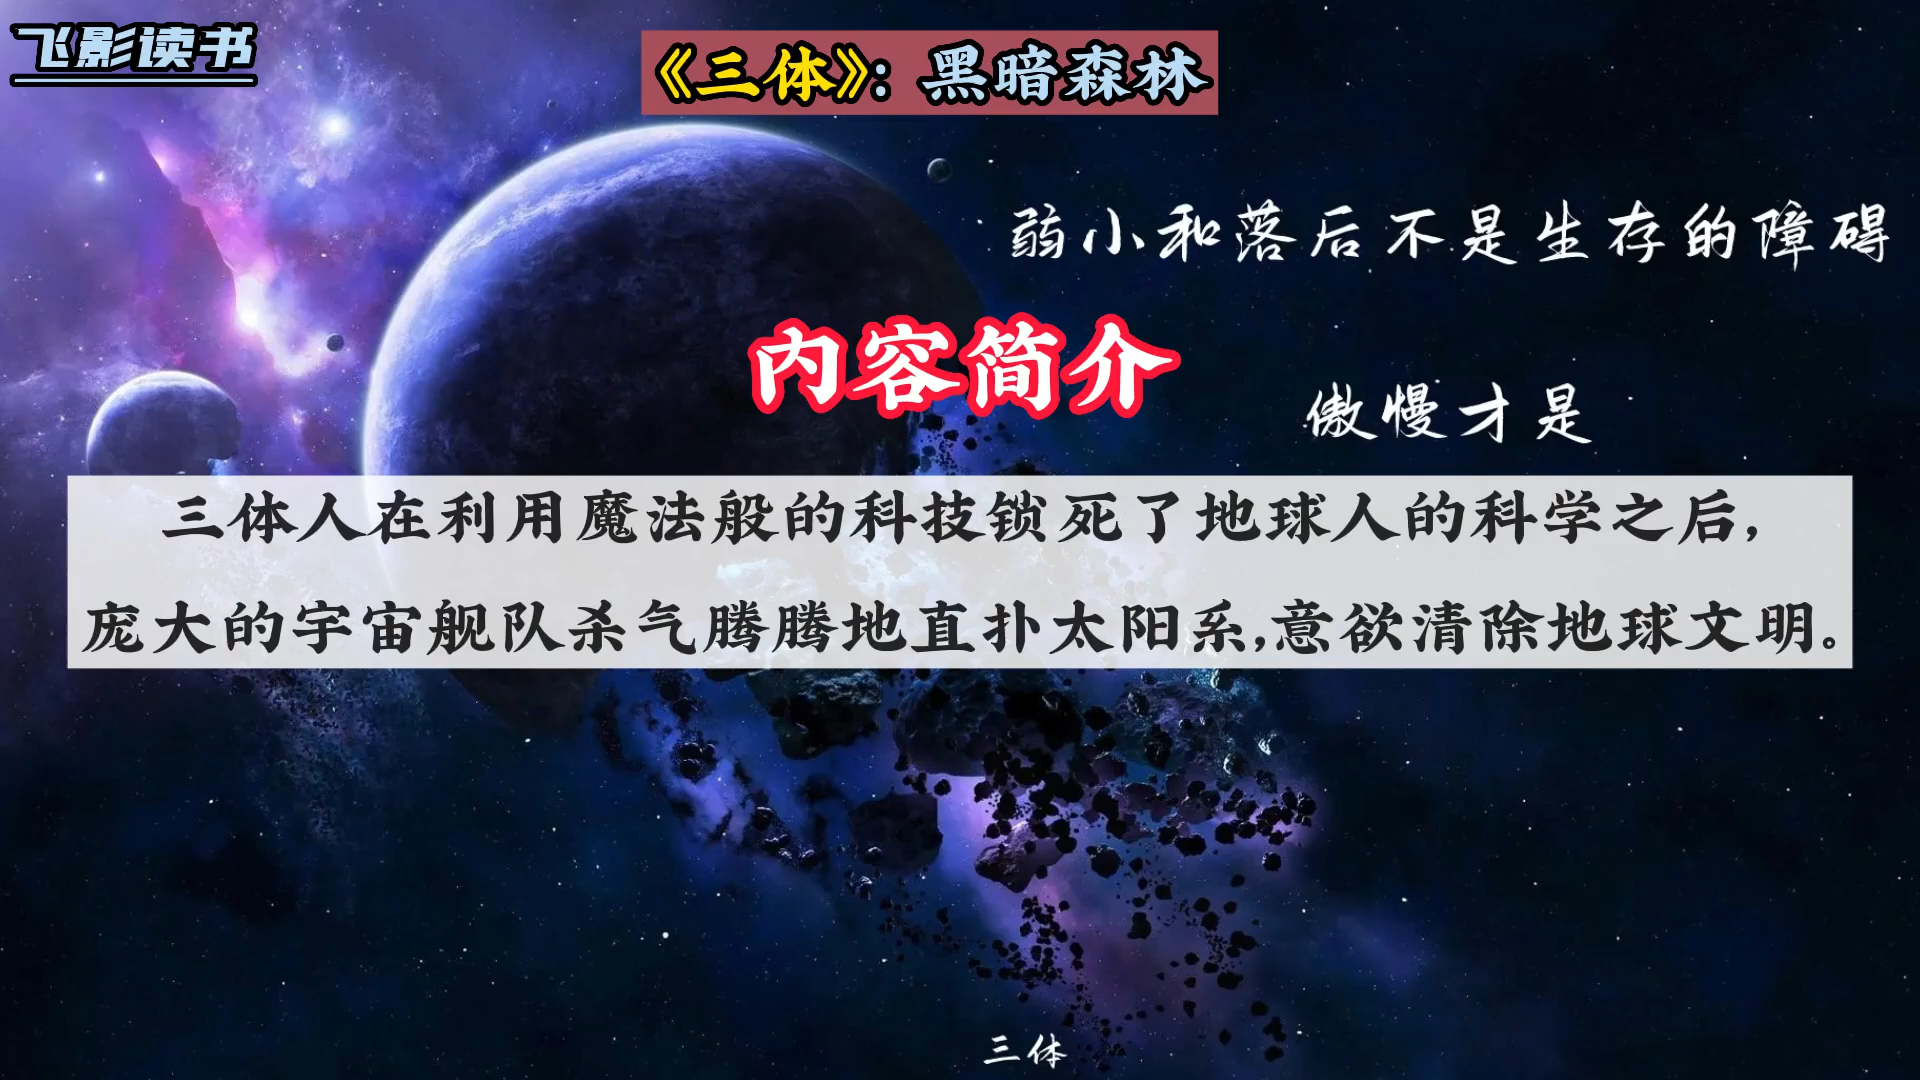 飞影读书
《三体》：黑暗森林
弱小和落后不是生存的障碍
内容简介
傲慢才是
三体人在利用魔法般的科技锁死了地球人的科学之后,
庞大的宇宙舰队杀气腾腾地直扑太阳系,意欲清除地球文明。
三体